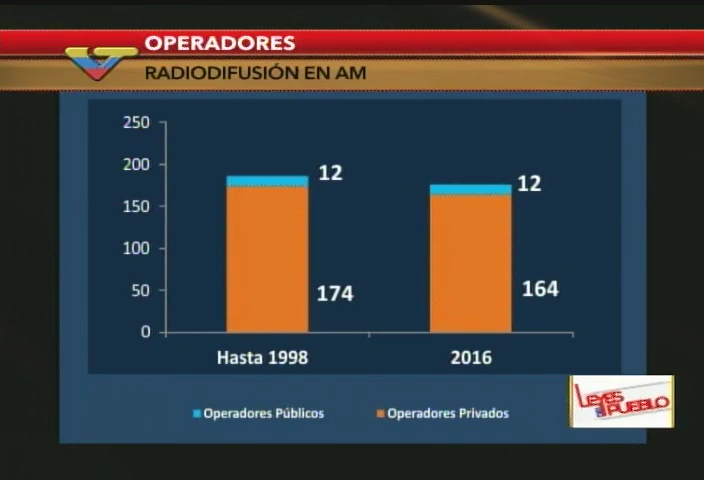 OPERADORES
RADIODIFUSIÓN EN AM
250
200
150
100
50
0
12
174
12
164
Hasta 1998
2016
Operadores Públicos
Operadores Privados
LEYES
PUEBLO